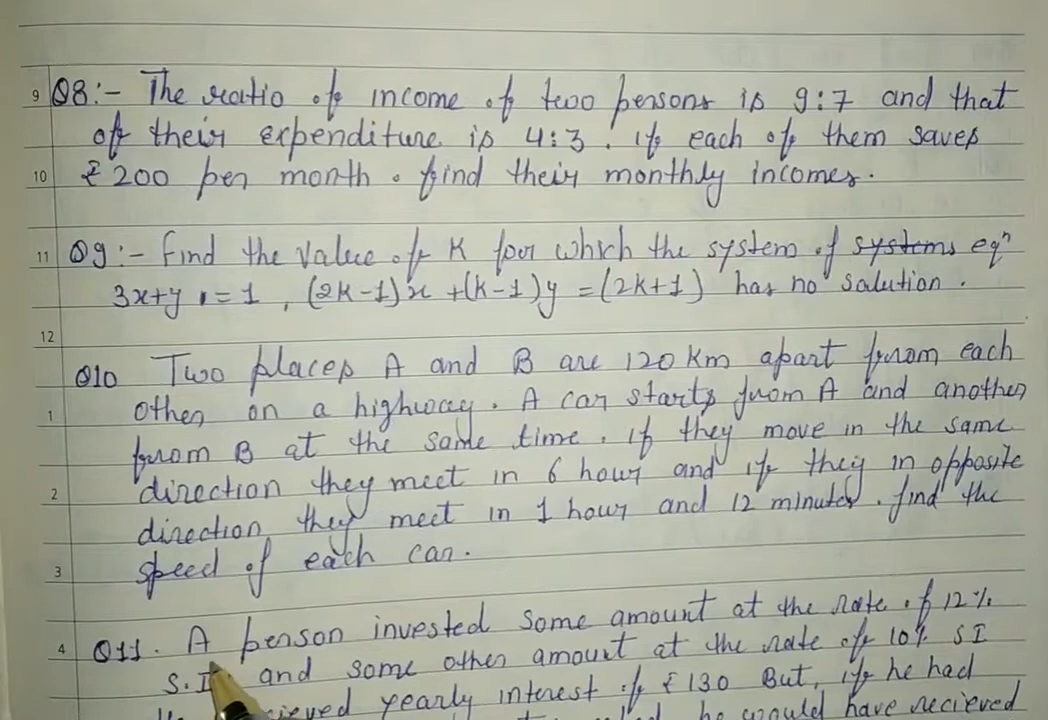 9 Q8:- The ratio of income of two persons is 9:7 and that
of their expenditure is 4:3. if each of them saves
10 ₹200 per month. find their monthly incomes.
11 Q9:- Find the value of K for which the system of systems eqⁿ
3x+y = 1, (2k-1)x +(k-1)y = (2k+1) has no solution.
12
Q10 Two places A and B are 120 km apart from each
1 other on a highway. A car starts from A and another
from B at the same time. if they move in the same
2 direction they meet in 6 hour and if they in opposite
direction they meet in 1 hour and 12 minutes. find the
3 speed of each car.
4 Q11. A person invested some amount at the rate of 12%
S.I. and some other amount at the rate of 10% SI
yearly interest of ₹130 But, if he had
he would have recieved